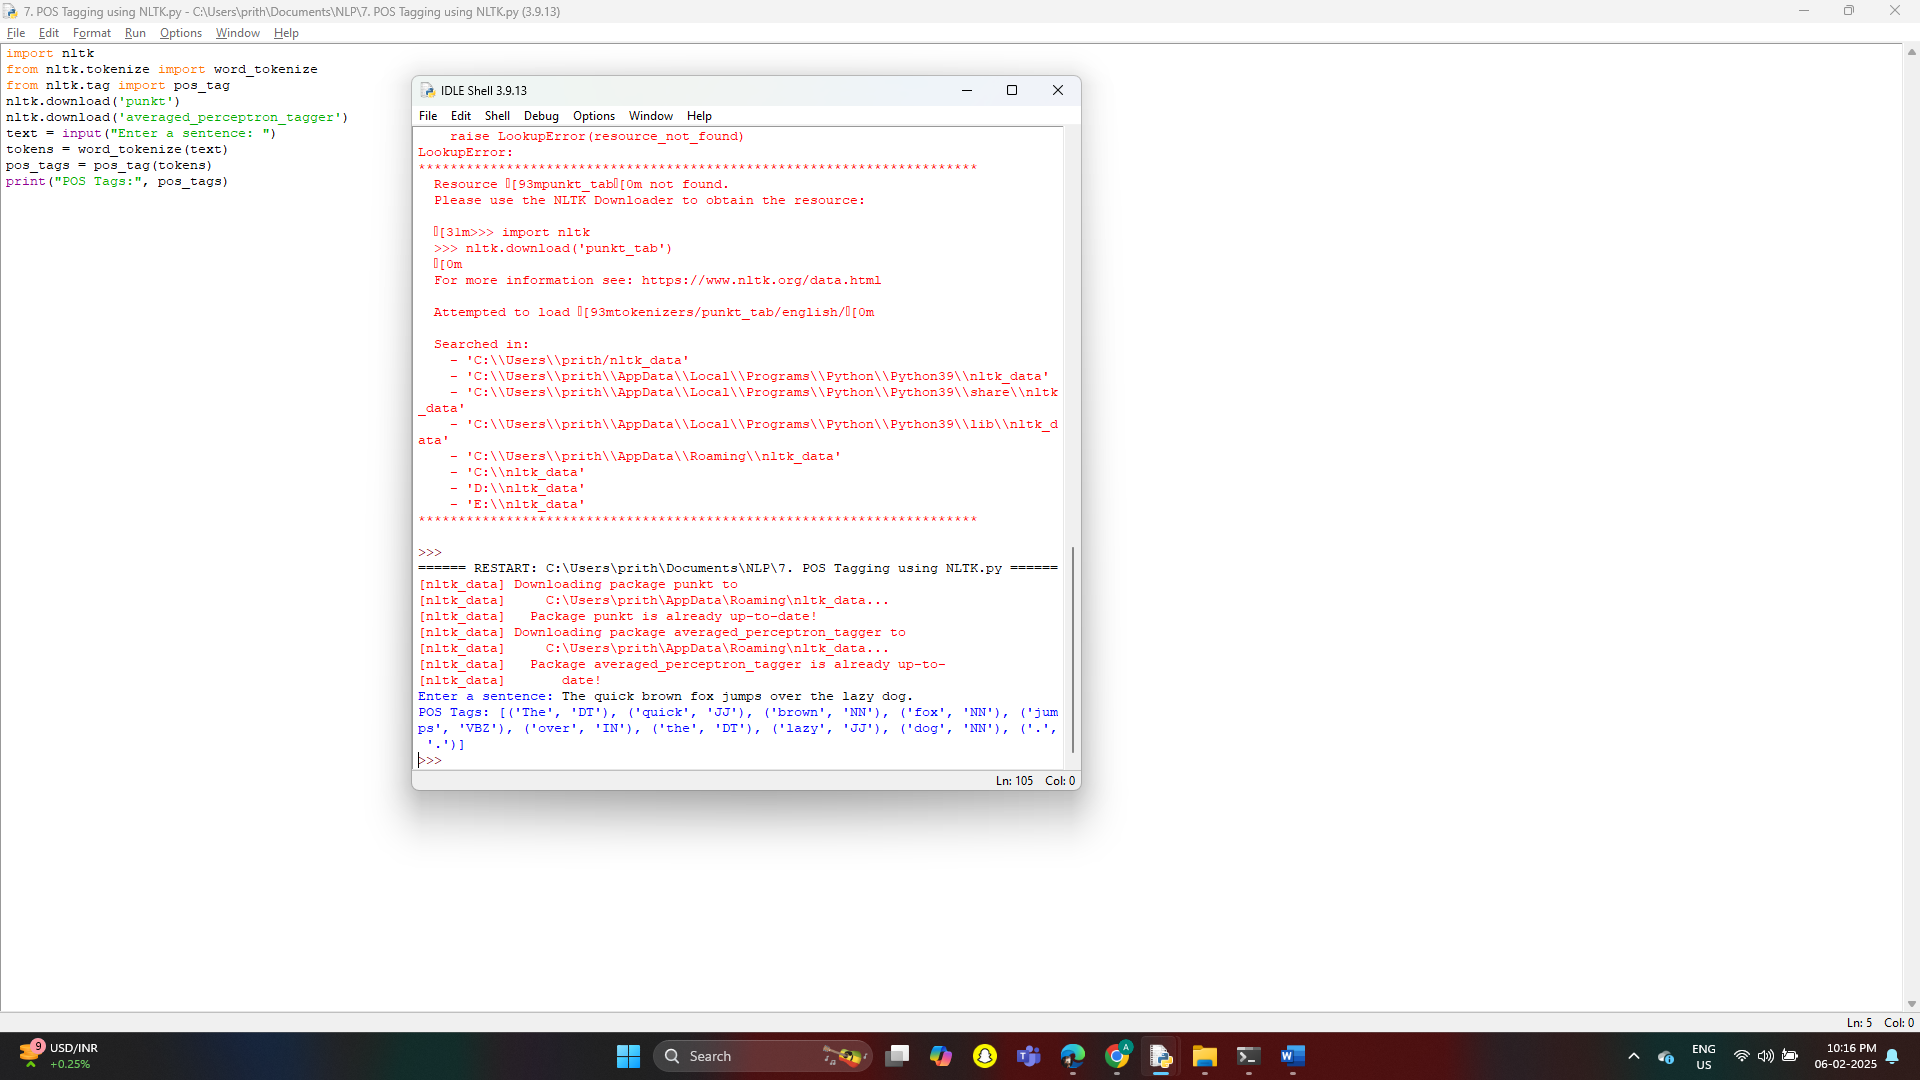 7. POS Tagging using NLTK.py - C:\Users\prith\Documents\NLP\7. POS Tagging using NLTK.py (3.9.13)
File Edit Format Run Options Window Help
import nltk
from nltk.tokenize import word_tokenize
from nltk.tag import pos_tag
nltk.download('punkt')
nltk.download('averaged_perceptron_tagger')
text = input("Enter a sentence: ")
tokens = word_tokenize(text)
pos_tags = pos_tag(tokens)
print("POS Tags:", pos_tags)
IDLE Shell 3.9.13
File Edit Shell Debug Options Window Help
raise LookupError(resource_not_found)
LookupError:
**********************************************************************
Resource [93mpunkt_tab[0m not found.
Please use the NLTK Downloader to obtain the resource:
[31m>>> import nltk
>>> nltk.download('punkt_tab')
[0m
For more information see: https://www.nltk.org/data.html
Attempted to load [93mtokenizers/punkt_tab/english/[0m
Searched in:
- 'C:\\Users\\prith/nltk_data'
- 'C:\\Users\\prith\\AppData\\Local\\Programs\\Python\\Python39\\nltk_data'
- 'C:\\Users\\prith\\AppData\\Local\\Programs\\Python\\Python39\\share\\nltk
_data'
- 'C:\\Users\\prith\\AppData\\Local\\Programs\\Python\\Python39\\lib\\nltk_d
ata'
- 'C:\\Users\\prith\\AppData\\Roaming\\nltk_data'
- 'C:\\nltk_data'
- 'D:\\nltk_data'
- 'E:\\nltk_data'
**********************************************************************
>>>
====== RESTART: C:\Users\prith\Documents\NLP\7. POS Tagging using NLTK.py ======
[nltk_data] Downloading package punkt to
[nltk_data] C:\Users\prith\AppData\Roaming\nltk_data...
[nltk_data] Package punkt is already up-to-date!
[nltk_data] Downloading package averaged_perceptron_tagger to
[nltk_data] C:\Users\prith\AppData\Roaming\nltk_data...
[nltk_data] Package averaged_perceptron_tagger is already up-to-
[nltk_data] date!
Enter a sentence: The quick brown fox jumps over the lazy dog.
POS Tags: [('The', 'DT'), ('quick', 'JJ'), ('brown', 'NN'), ('fox', 'NN'), ('jum
ps', 'VBZ'), ('over', 'IN'), ('the', 'DT'), ('lazy', 'JJ'), ('dog', 'NN'), ('.',
'.')]
>>>
Ln: 105 Col: 0
Ln: 5 Col: 0
9
USD/INR
+0.25%
Search
A
ENG
US
10:16 PM
06-02-2025